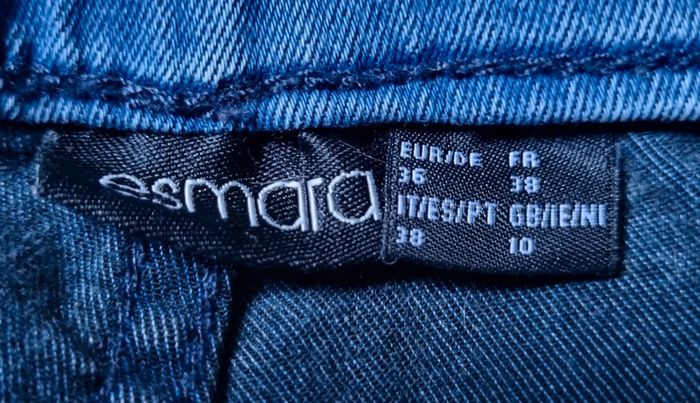 esmara
EUR/DE FR
36 38
IT/ES/PT GB/IE/NI
38 10